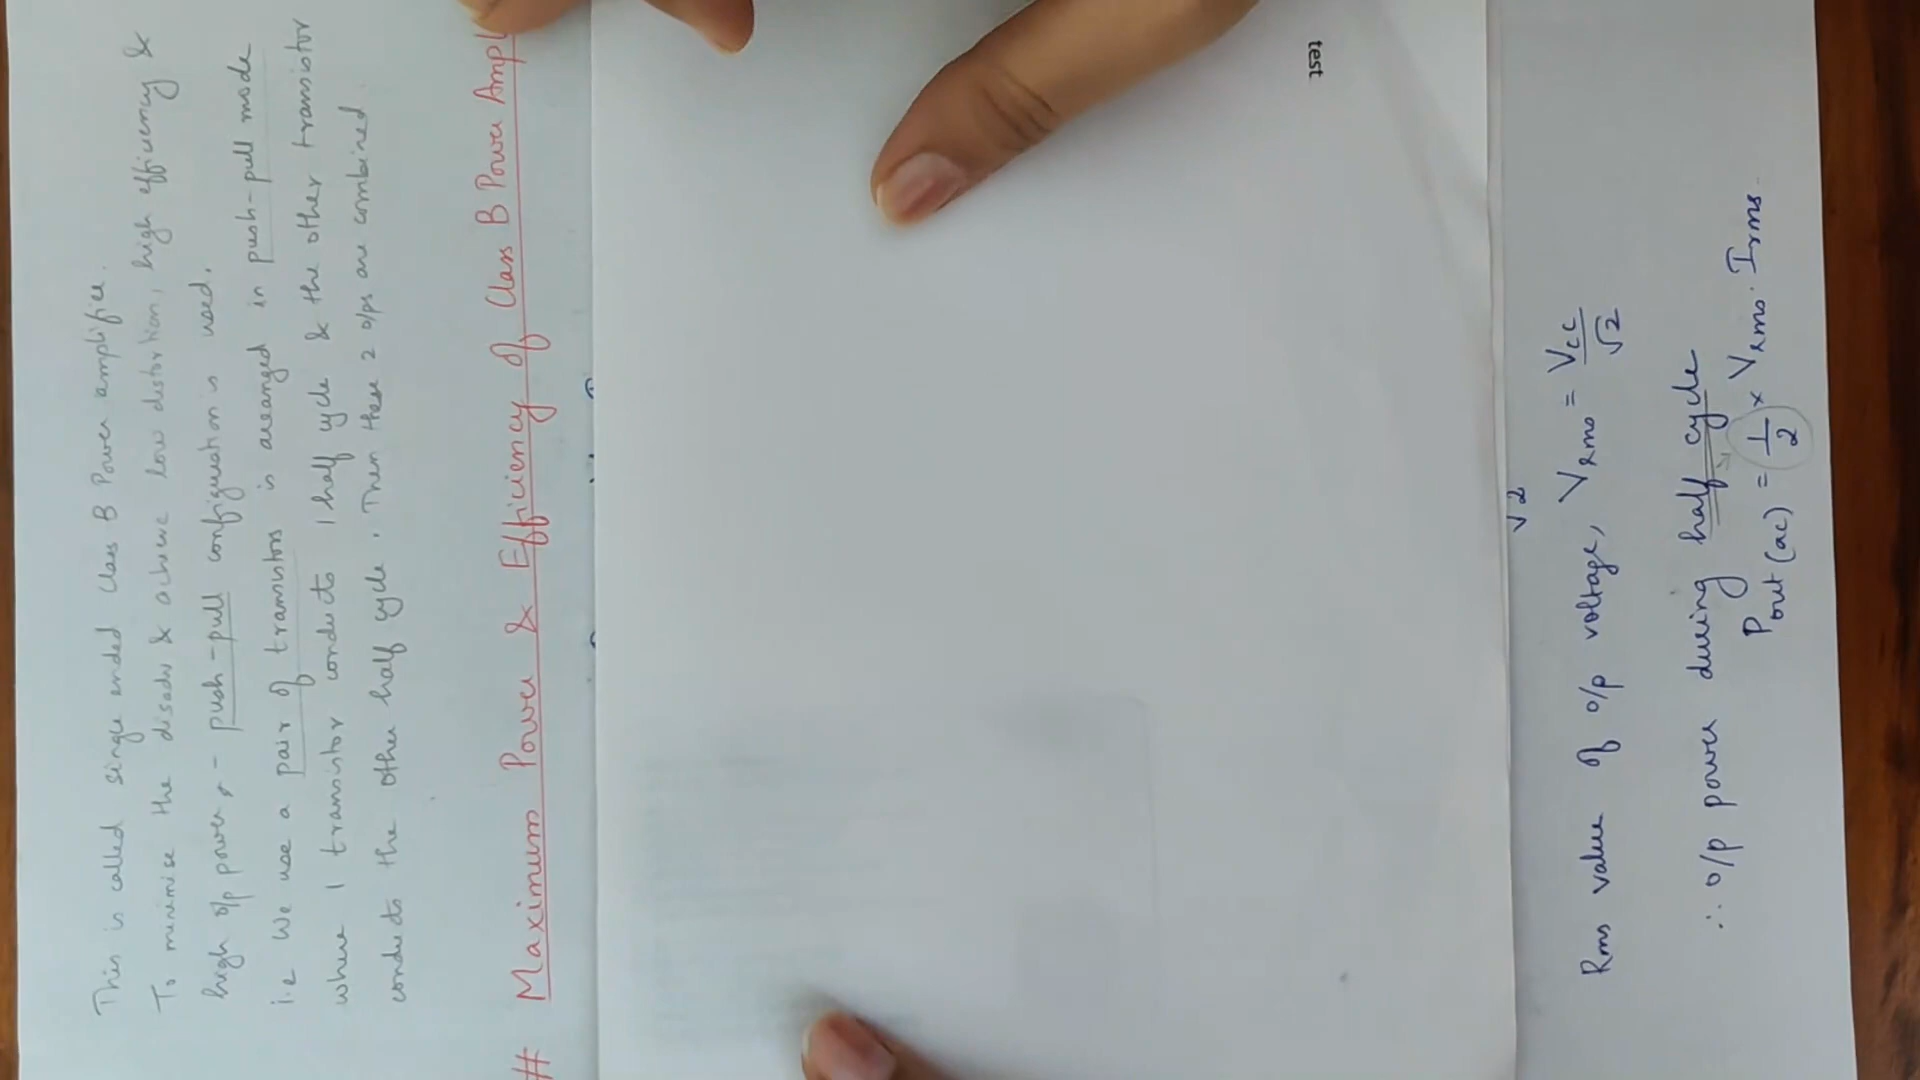 This is called singe ended class B Power amplifier.
To minimise the disadv & achieve low distortion, high efficiency &
high o/p power, - push-pull configuration is used.
i.e We use a pair of transistors is arranged in push-pull mode
where 1 transistor conducts 1 half cycle & the other transistor
conducts the other half cycle. Then these 2 o/ps are combined.
# Maximum Power & Efficiency of Class B Power Ampl
test
√2
Rms value of o/p voltage, Vrms = Vcc/√2
∴ o/p power during half cycle
Pout (ac) = 1/2 × Vrms. Irms.